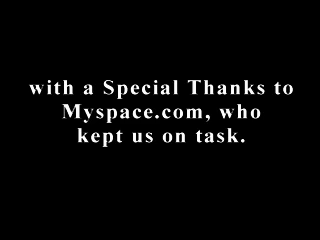 with a Special Thanks to
Myspace.com, who
kept us on task.